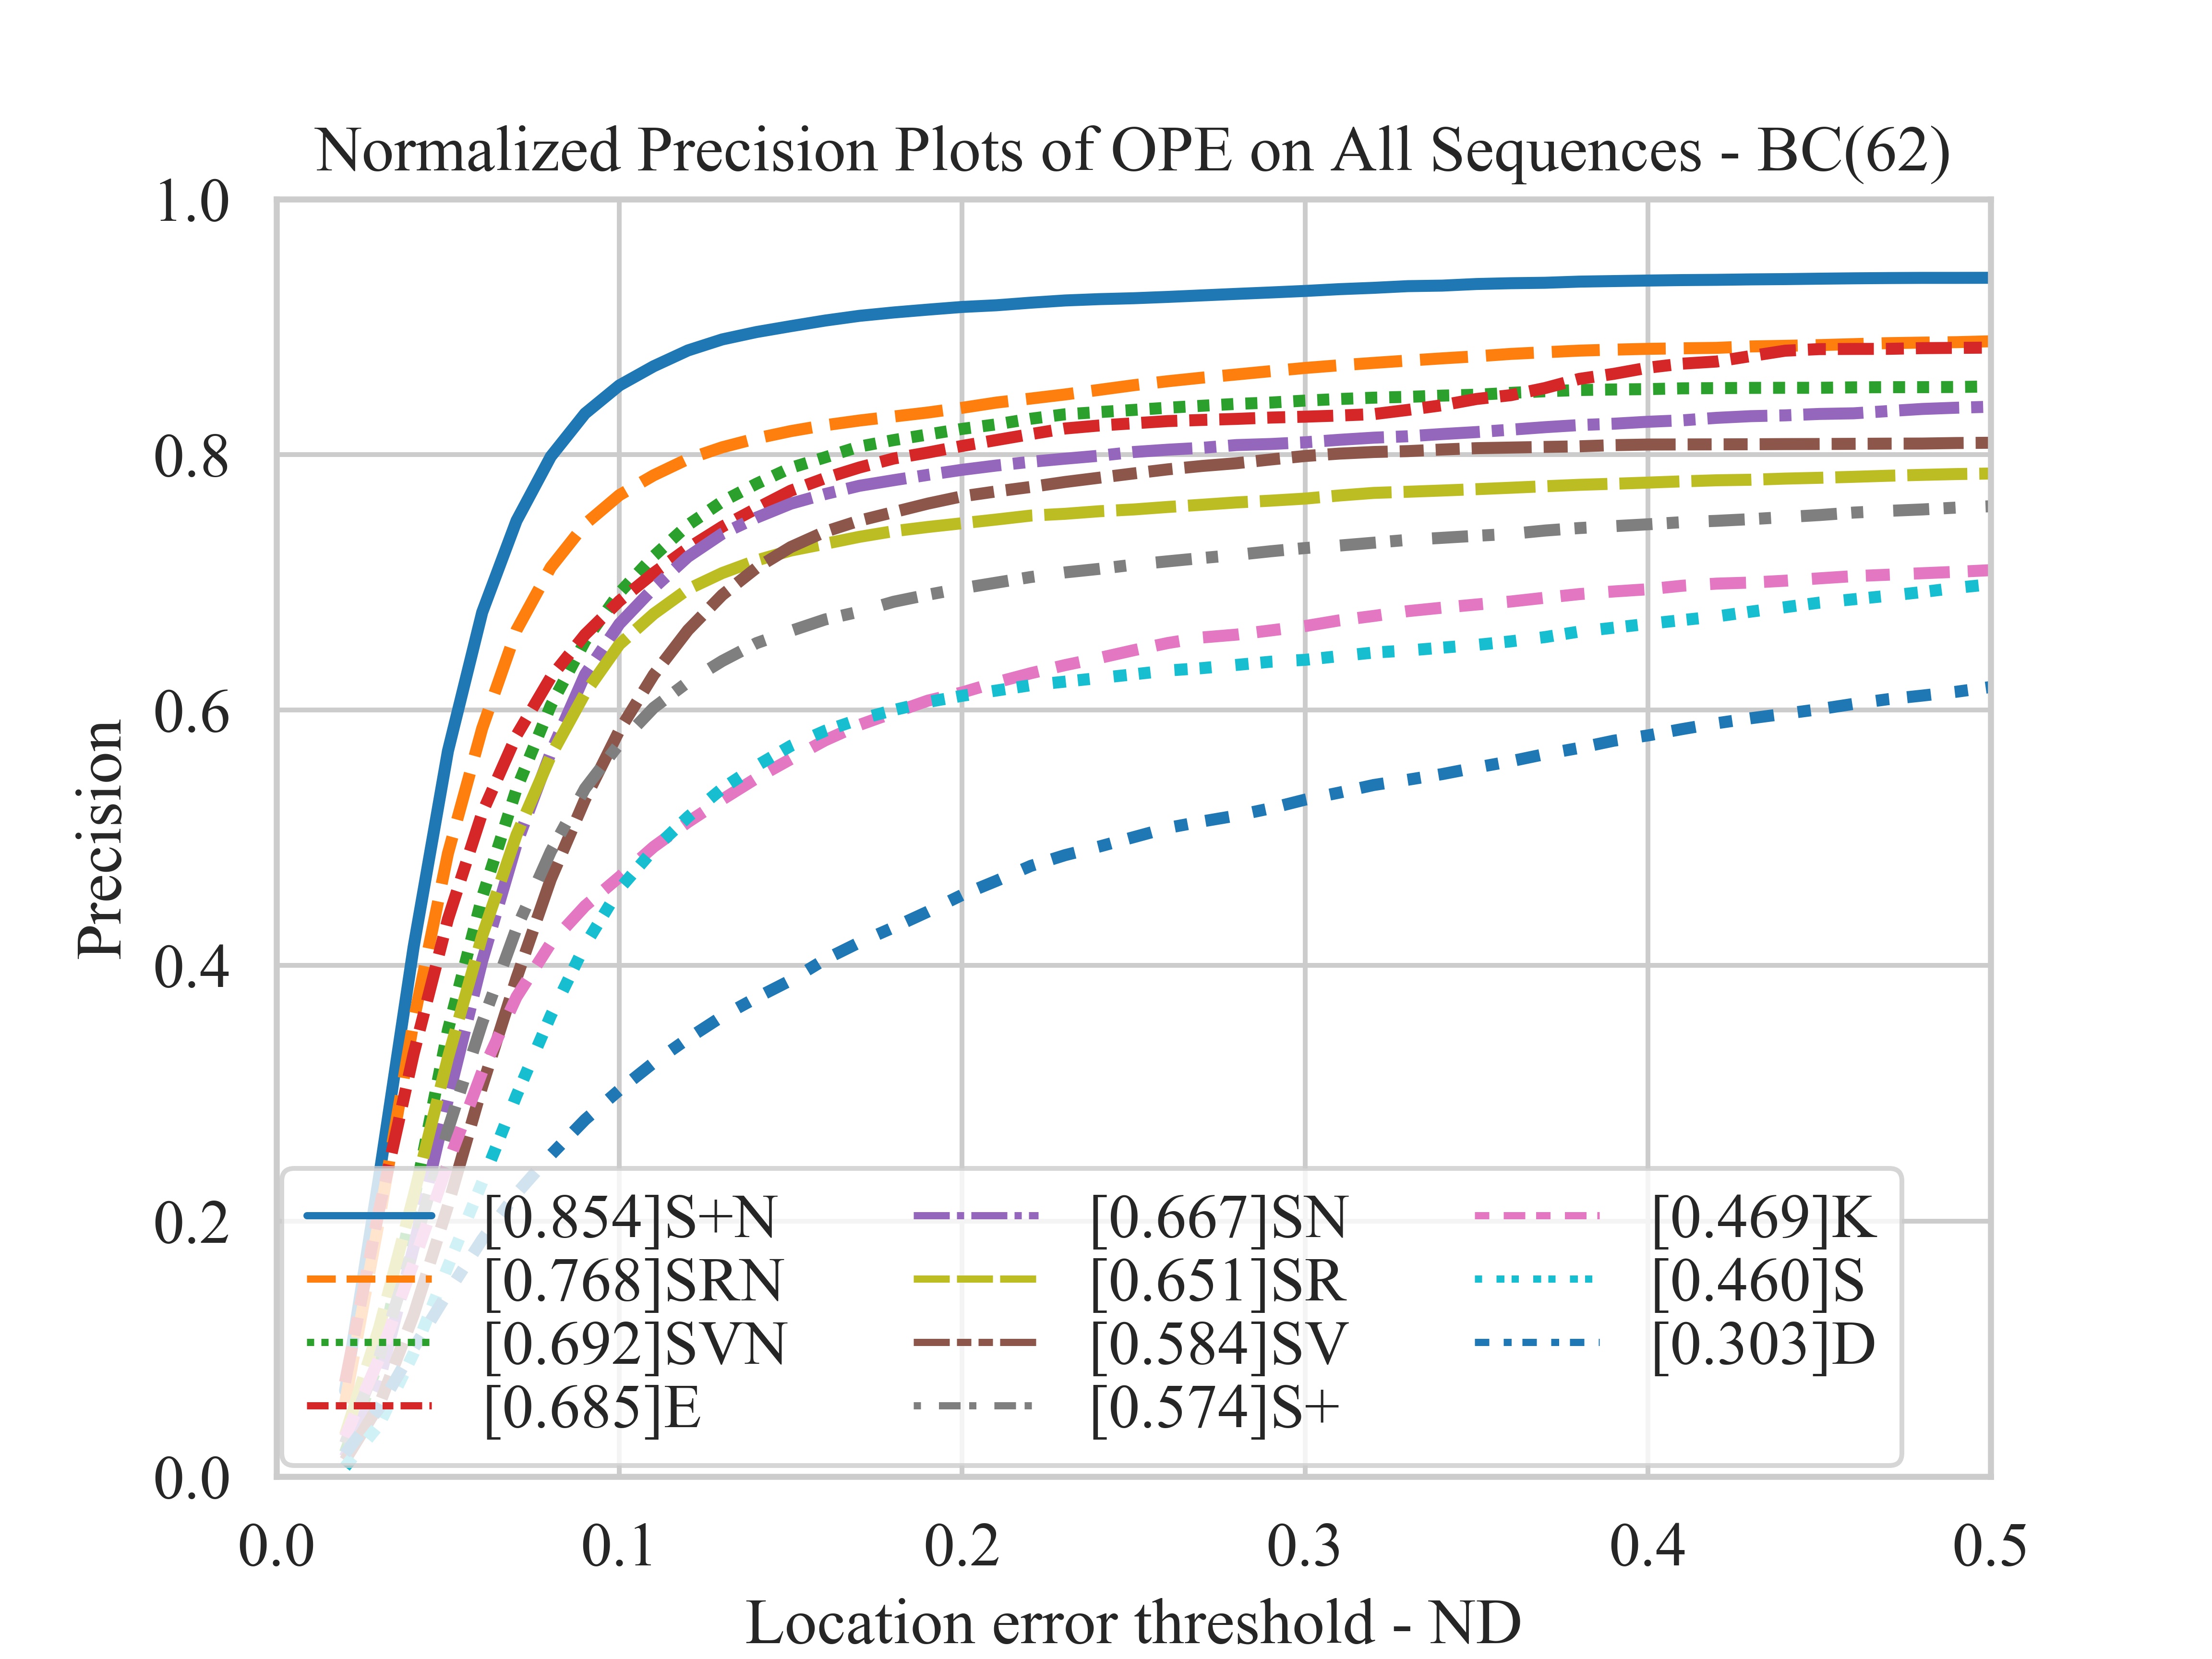 Normalized Precision Plots of OPE on All Sequences - BC(62)
1.0
0.8
0.6
0.4
0.2
0.0
Precision
[0.854]S+N
[0.768]SRN
[0.692]SVN
[0.685]E
[0.667]SN
[0.651]SR
[0.584]SV
[0.574]S+
[0.469]K
[0.460]S
[0.303]D
0.0 0.1 0.2 0.3 0.4 0.5
Location error threshold - ND